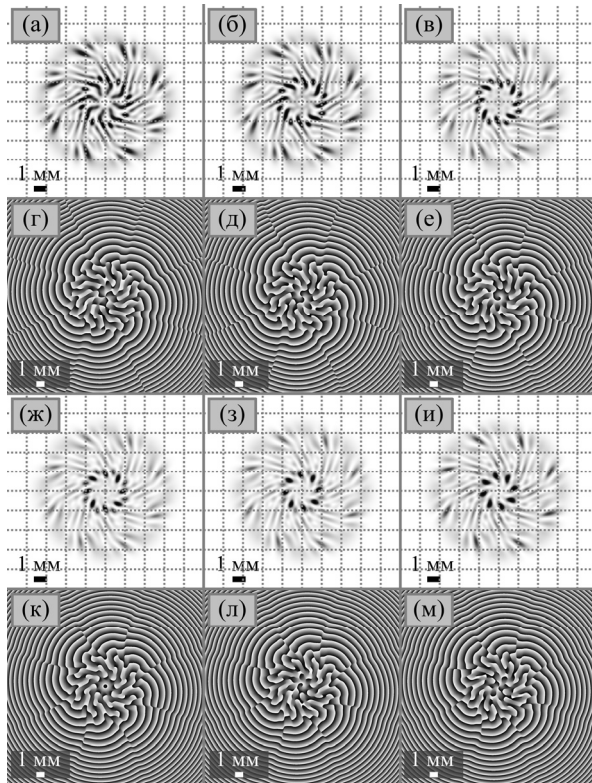 (а) (б) (в)
1 мм 1 мм 1 мм
(г) (д) (е)
1 мм 1 мм 1 мм
(ж) (з) (и)
1 мм 1 мм 1 мм
(к) (л) (м)
1 мм 1 мм 1 мм